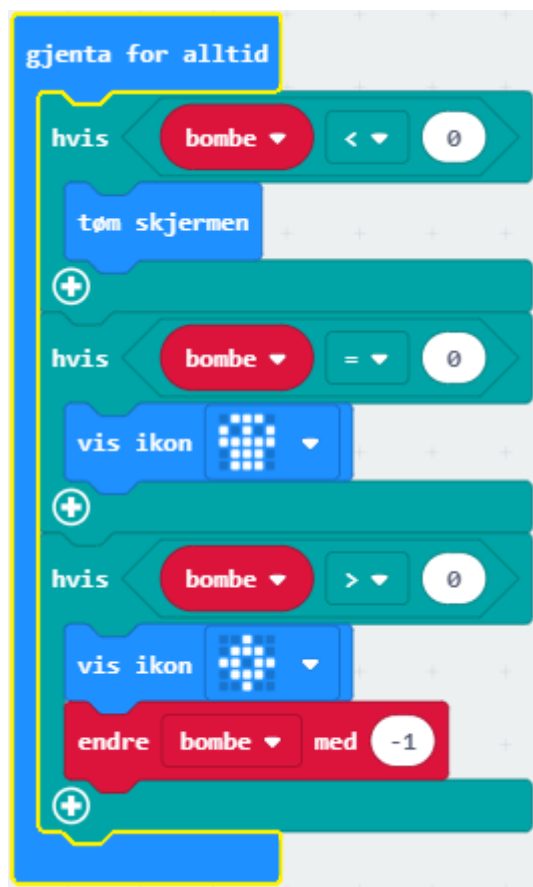 gjenta for alltid
hvis bombe < 0
tøm skjermen
hvis bombe = 0
vis ikon
hvis bombe > 0
vis ikon
endre bombe med -1